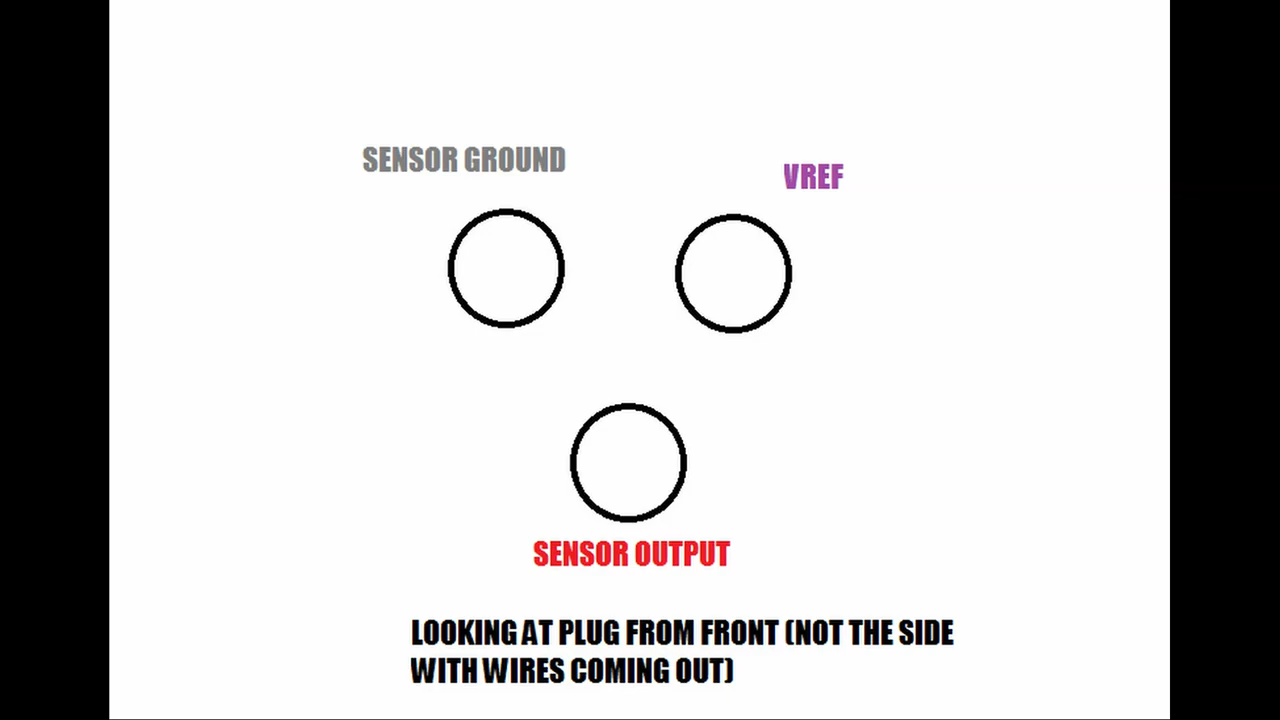 SENSOR GROUND
VREF
SENSOR OUTPUT
LOOKING AT PLUG FROM FRONT (NOT THE SIDE
WITH WIRES COMING OUT)